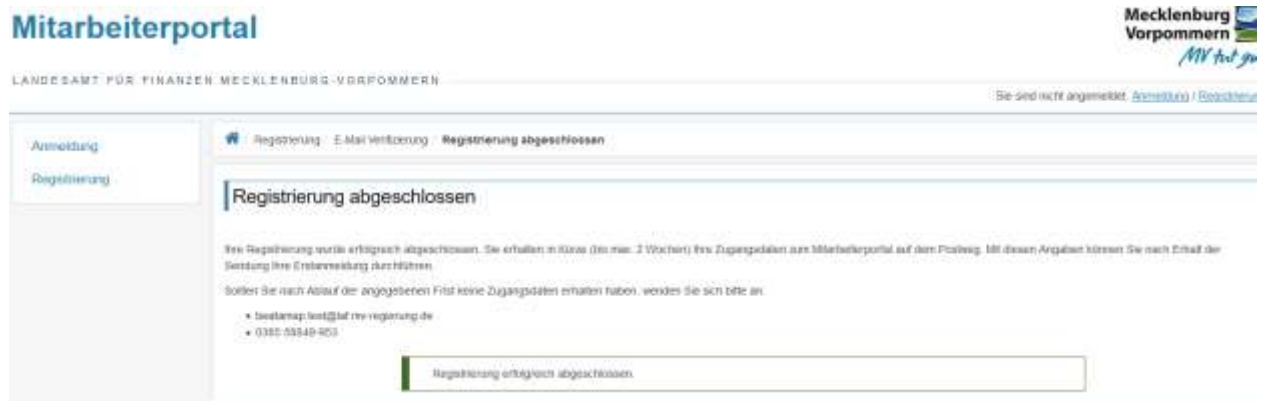 Mitarbeiterportal
Mecklenburg
Vorpommern
MV tut gu
LANDESAMT FÜR FINANZEN MECKLENBURG-VORPOMMERN
Sie sind nicht angemeldet. Anmeldung / Registrierun
Anmeldung
Registrierung
Registrierung E-Mail Verifizierung Registrierung abgeschlossen
Registrierung abgeschlossen
Ihre Registrierung wurde erfolgreich abgeschlossen. Sie erhalten in Kürze (bis max. 2 Wochen) Ihre Zugangsdaten zum Mitarbeiterportal auf dem Postweg. Mit diesen Angaben können Sie nach Erhalt der
Sendung Ihre Erstanmeldung durchführen.
Sollten Sie nach Ablauf der angegebenen Frist keine Zugangsdaten erhalten haben, wenden Sie sich bitte an:
Registrierung erfolgreich abgeschlossen.